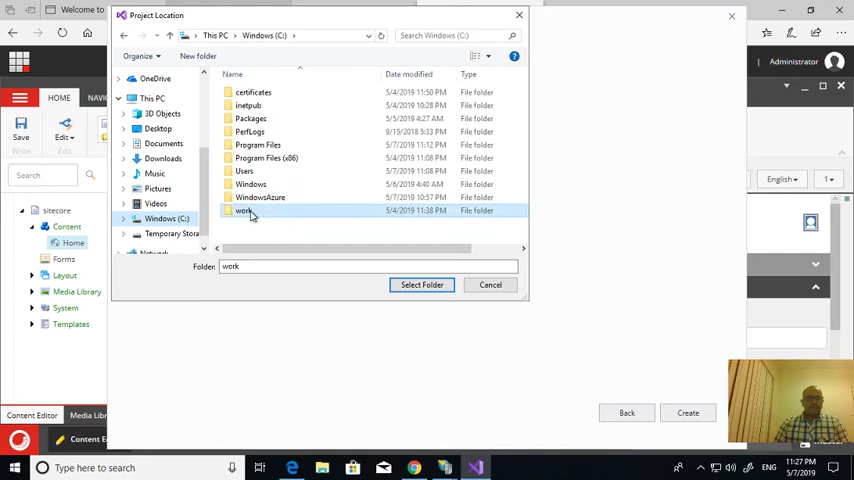 Welcome to
Project Location
This PC
Windows (C:)
Search Windows (C:)
Organize
New folder
Administrator
HOME
Save
Edit
Write
Edit
Search
English
1
Name
Date modified
Type
OneDrive
This PC
3D Objects
Desktop
Documents
Downloads
Music
Pictures
Videos
Windows (C:)
Temporary Stora
Network
certificates 5/4/2019 11:50 PM File folder
inetpub 5/4/2019 10:28 PM File folder
Packages 5/5/2019 4:27 AM File folder
PerfLogs 9/15/2018 5:33 PM File folder
Program Files 5/7/2019 11:12 PM File folder
Program Files (x86) 5/4/2019 11:08 PM File folder
Users 5/7/2019 11:08 PM File folder
Windows 5/6/2019 4:40 AM File folder
WindowsAzure 5/7/2019 10:57 PM File folder
work 5/4/2019 11:38 PM File folder
Folder: work
Select Folder
Cancel
sitecore
Content
Home
Forms
Layout
Media Library
System
Templates
Back
Create
Content Editor
Media Libr
Content Ed
Type here to search
ENG
11:27 PM
5/7/2019